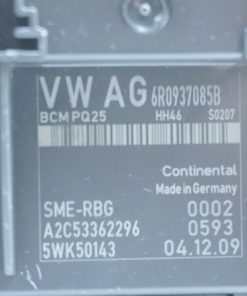 VW AG 6R0937085B
BCM PQ25 HH46 S0207
Continental
Made in Germany
SME-RBG 0002
A2C53362296 0593
5WK50143 04.12.09